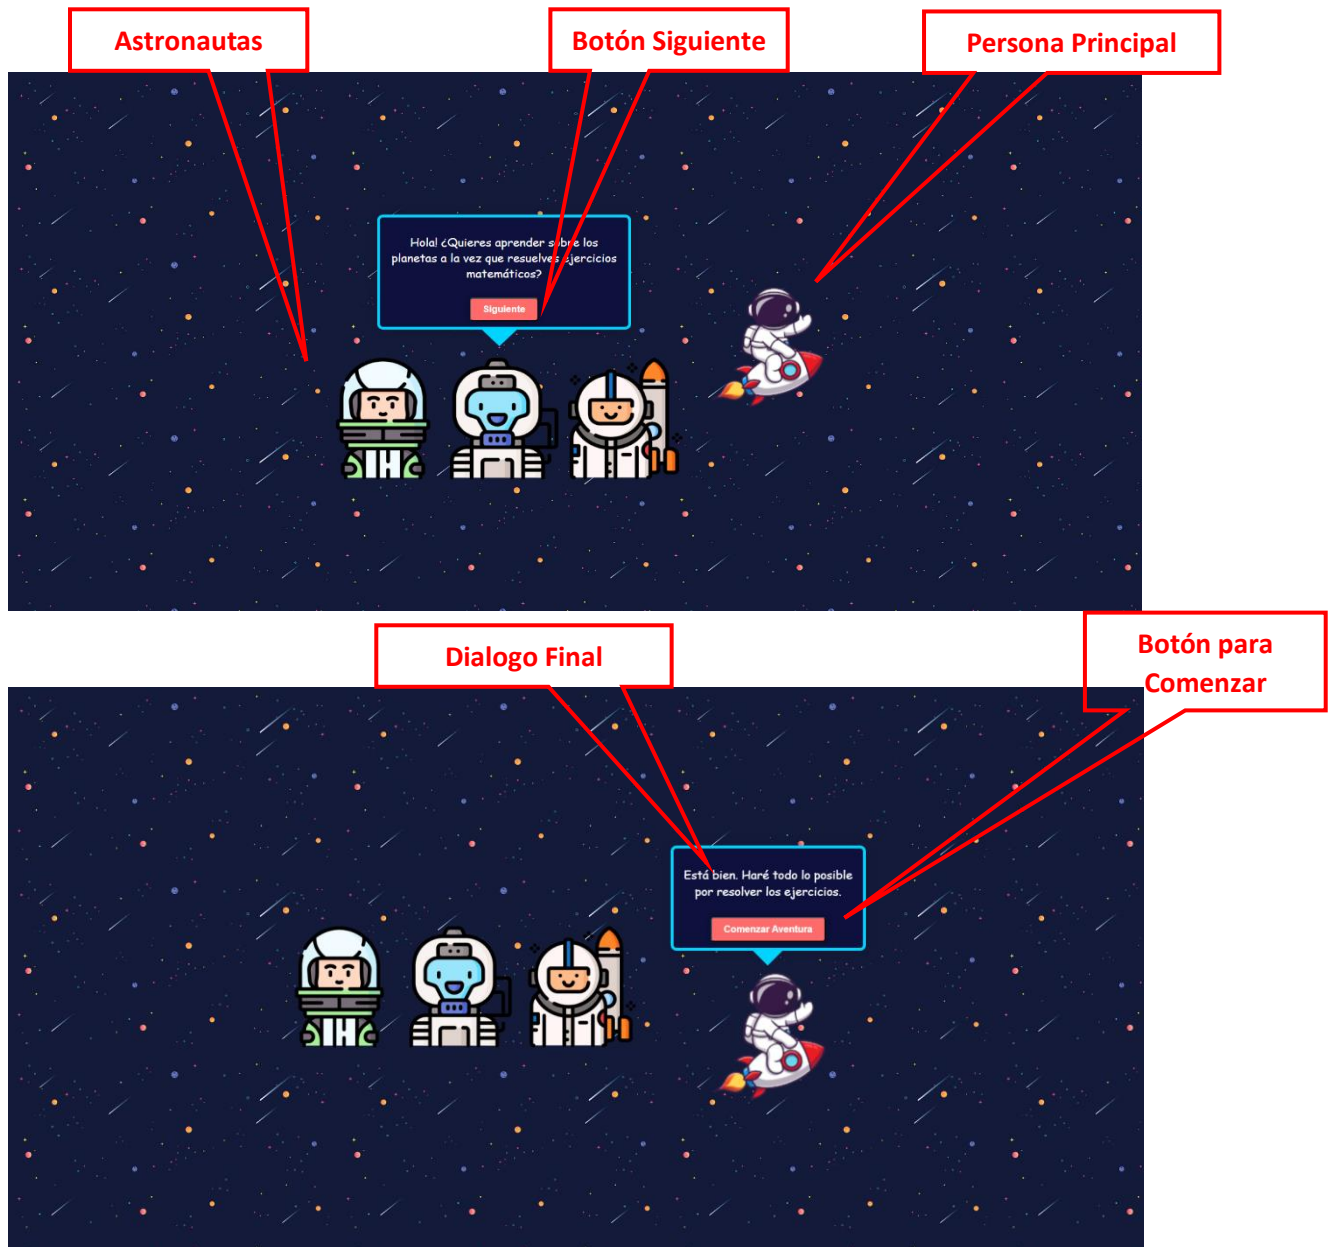 Astronautas
Botón Siguiente
Persona Principal
Hola! ¿Quieres aprender sobre los
planetas a la vez que resuelves ejercicios
matemáticos?
Siguiente
Dialogo Final
Botón para
Comenzar
Está bien. Haré todo lo posible
por resolver los ejercicios.
Comenzar Aventura